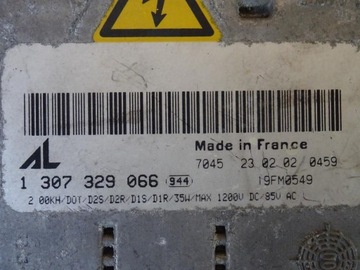 AL
Made in France
7045 23 02 02 0459
1 307 329 066 944 19FM0549
2 00KH/DOT/D2S/D2R/D1S/D1R/35W/MAX 1200V DC/85V AC